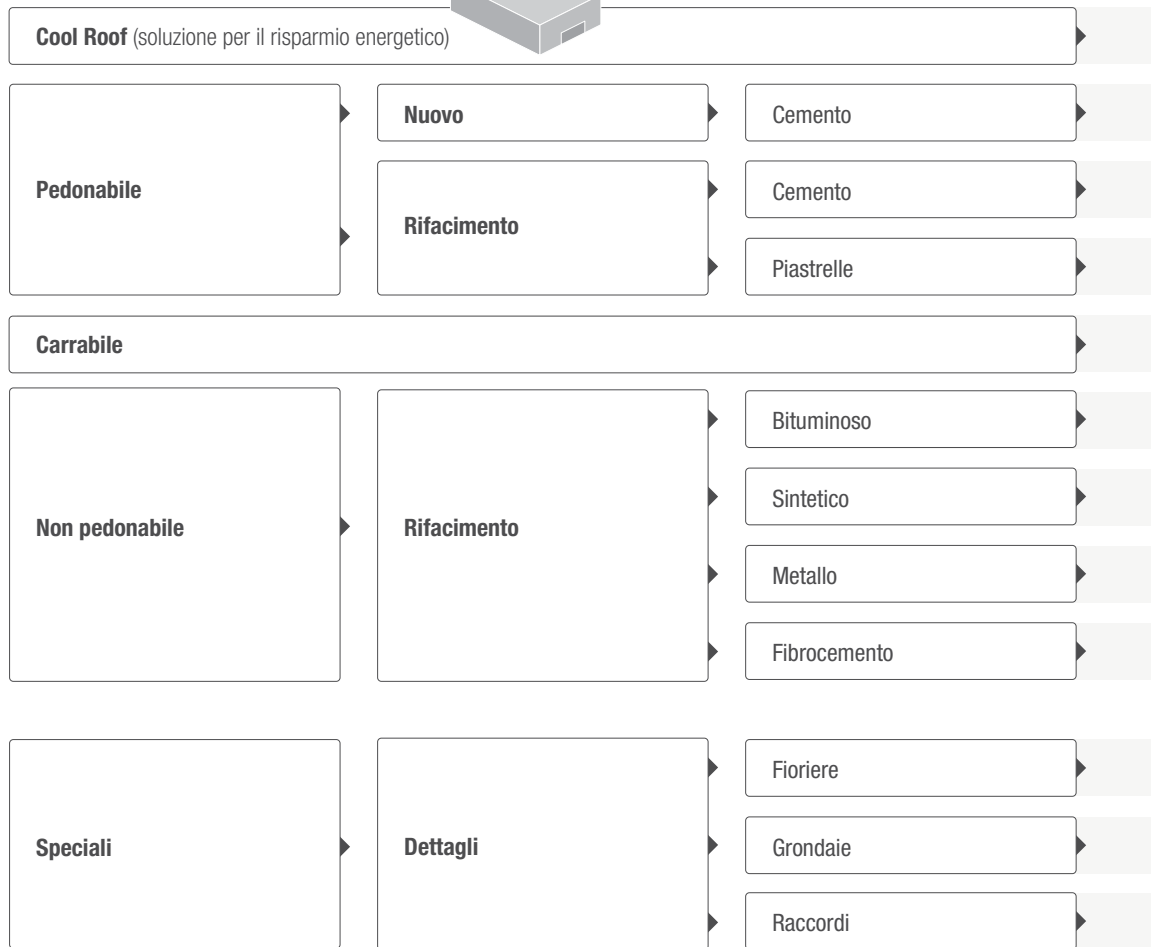 Cool Roof (soluzione per il risparmio energetico)
Pedonabile
Nuovo
Cemento
Rifacimento
Cemento
Piastrelle
Carrabile
Non pedonabile
Rifacimento
Bituminoso
Sintetico
Metallo
Fibrocemento
Speciali
Dettagli
Fioriere
Grondaie
Raccordi